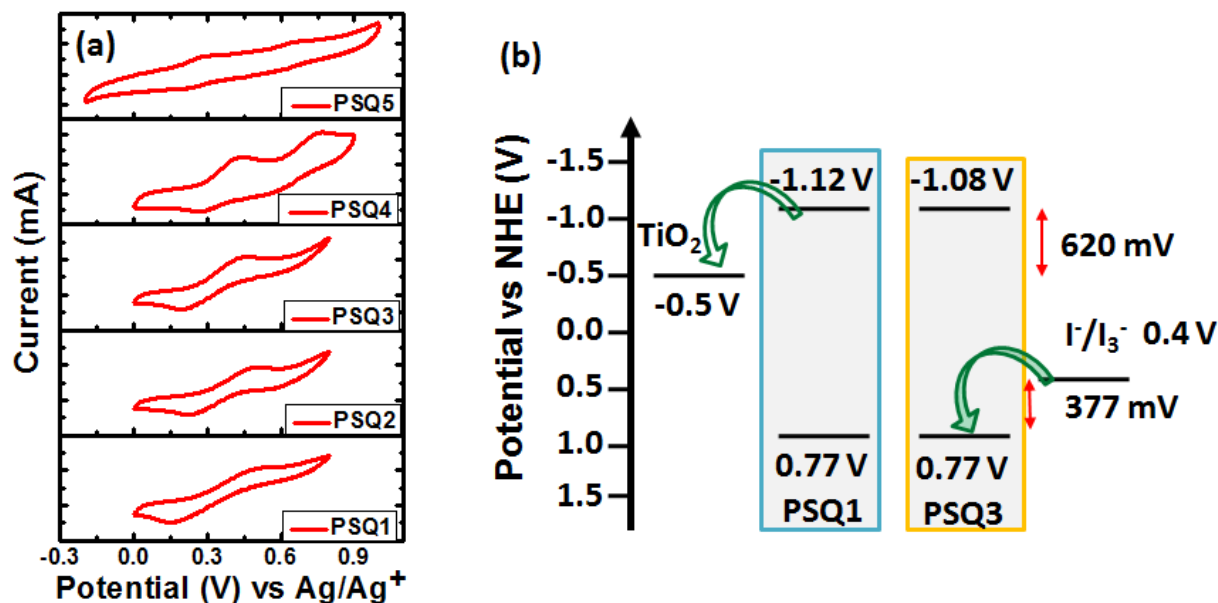 (a)
PSQ5
PSQ4
PSQ3
PSQ2
PSQ1
Current (mA)
-0.3 0.0 0.3 0.6 0.9
Potential (V) vs Ag/Ag⁺
(b)
Potential vs NHE (V)
-1.5
-1.0
-0.5
0.0
0.5
1.0
1.5
TiO₂
-0.5 V
-1.12 V
0.77 V
PSQ1
-1.08 V
0.77 V
PSQ3
620 mV
I⁻/I₃⁻ 0.4 V
377 mV